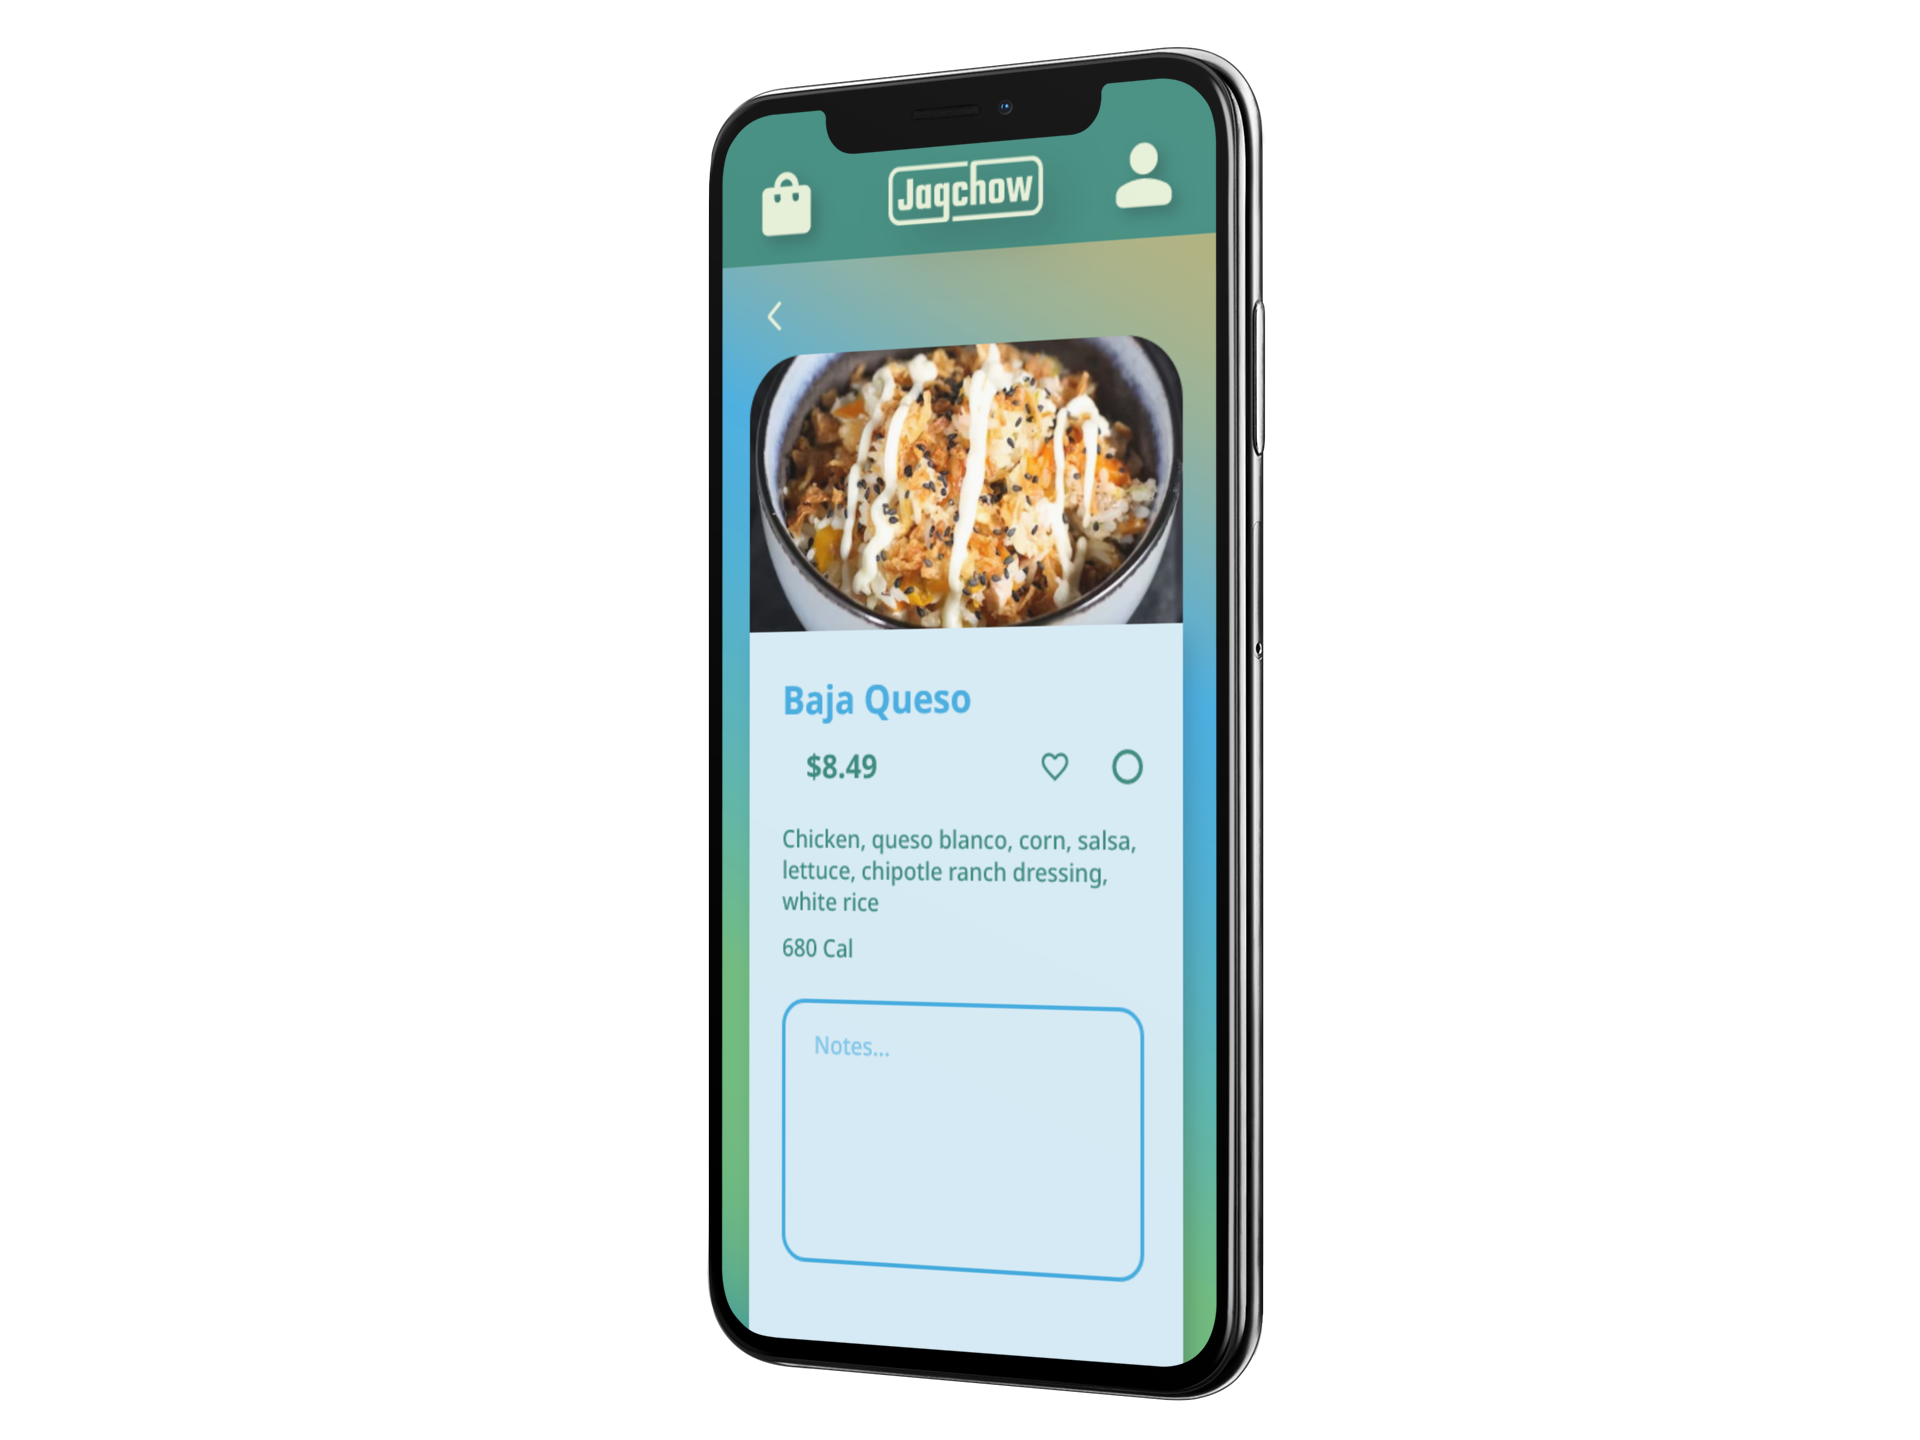 Jagchow
Baja Queso
$8.49
Chicken, queso blanco, corn, salsa,
lettuce, chipotle ranch dressing,
white rice
680 Cal
Notes...